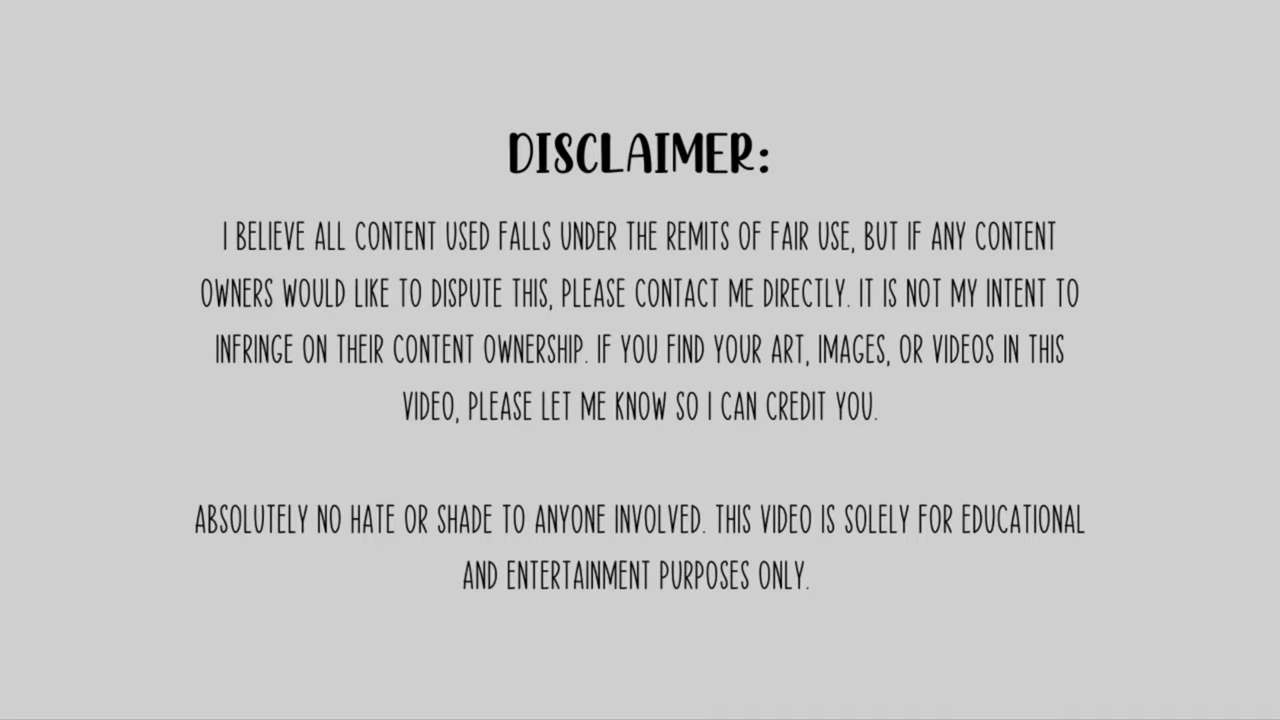 DISCLAIMER:
I BELIEVE ALL CONTENT USED FALLS UNDER THE REMITS OF FAIR USE, BUT IF ANY CONTENT
OWNERS WOULD LIKE TO DISPUTE THIS, PLEASE CONTACT ME DIRECTLY. IT IS NOT MY INTENT TO
INFRINGE ON THEIR CONTENT OWNERSHIP. IF YOU FIND YOUR ART, IMAGES, OR VIDEOS IN THIS
VIDEO, PLEASE LET ME KNOW SO I CAN CREDIT YOU.
ABSOLUTELY NO HATE OR SHADE TO ANYONE INVOLVED. THIS VIDEO IS SOLELY FOR EDUCATIONAL
AND ENTERTAINMENT PURPOSES ONLY.